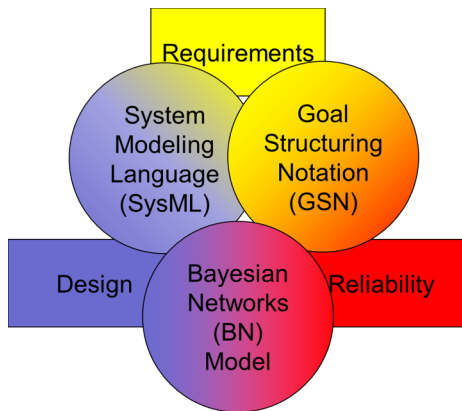 Requirements
System
Modeling
Language
(SysML)
Goal
Structuring
Notation
(GSN)
Design
Bayesian
Networks
(BN)
Model
Reliability